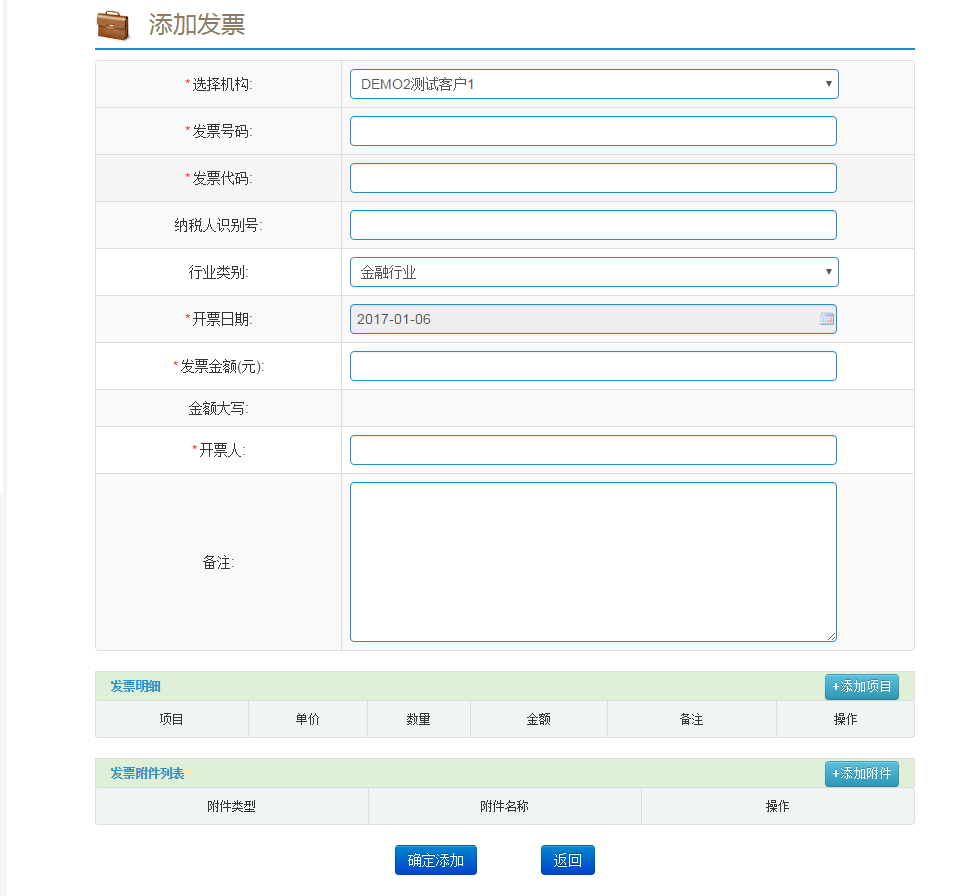 添加发票
*选择机构: DEMO2测试客户1
*发票号码:
*发票代码:
纳税人识别号:
行业类别: 金融行业
*开票日期: 2017-01-06
*发票金额(元):
金额大写:
*开票人:
备注:
发票明细 +添加项目
项目 单价 数量 金额 备注 操作
发票附件列表 +添加附件
附件类型 附件名称 操作
确定添加 返回